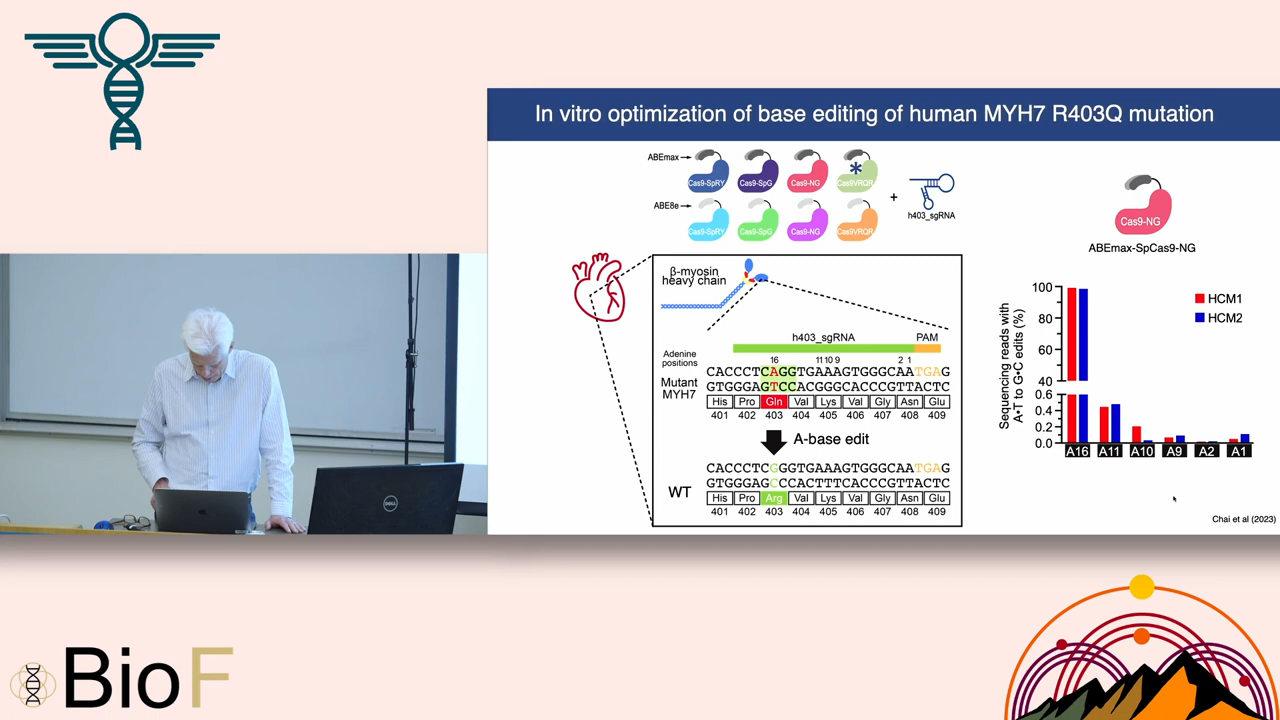 In vitro optimization of base editing of human MYH7 R403Q mutation
ABEmax
Cas9-SpRY
Cas9-SpG
Cas9-NG
*
Cas9VRQR
ABE8e
Cas9-SpRY
Cas9-SpG
Cas9-NG
Cas9VRQR
+
h403_sgRNA
β-myosin
heavy chain
h403_sgRNA
PAM
Adenine
positions
16 11 10 9 2 1
Mutant
MYH7
CACCCTCAGGTGAAAGTGGGCAATGAG
GTGGGAGTCCACGGGCACCCGTTACTC
His Pro Gln Val Lys Val Gly Asn Glu
401 402 403 404 405 406 407 408 409
A-base edit
WT
CACCCTCGGGTGAAAGTGGGCAATGAG
GTGGGAGCCCACTTTCACCCGTTACTC
His Pro Arg Val Lys Val Gly Asn Glu
401 402 403 404 405 406 407 408 409
Cas9-NG
ABEmax-SpCas9-NG
Sequencing reads with
A•T to G•C edits (%)
100
80
60
40
0.6
0.4
0.2
0.0
A16 A11 A10 A9 A2 A1
HCM1
HCM2
Chai et al (2023)
DELL
BioF